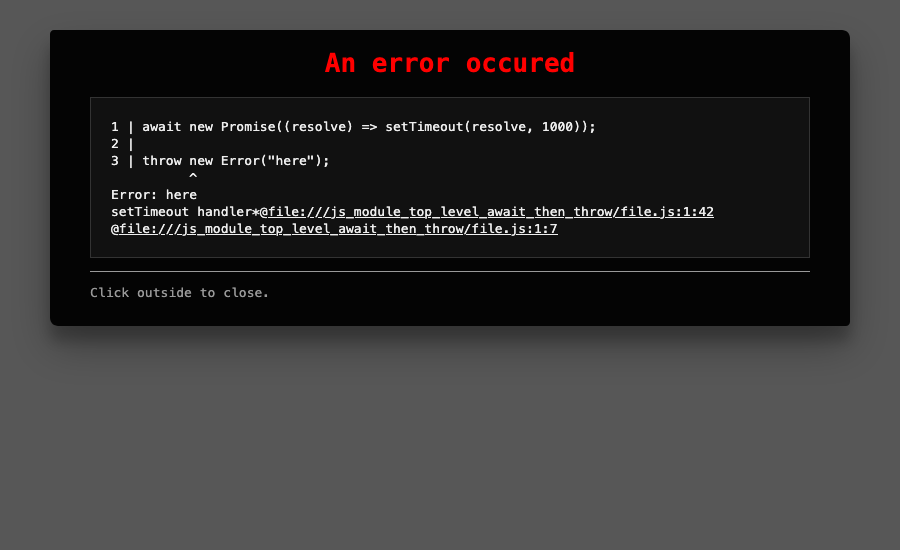 An error occured
1 | await new Promise((resolve) => setTimeout(resolve, 1000));
2 |
3 | throw new Error("here");
          ^
Error: here
setTimeout handler*@file:///js_module_top_level_await_then_throw/file.js:1:42
@file:///js_module_top_level_await_then_throw/file.js:1:7
Click outside to close.